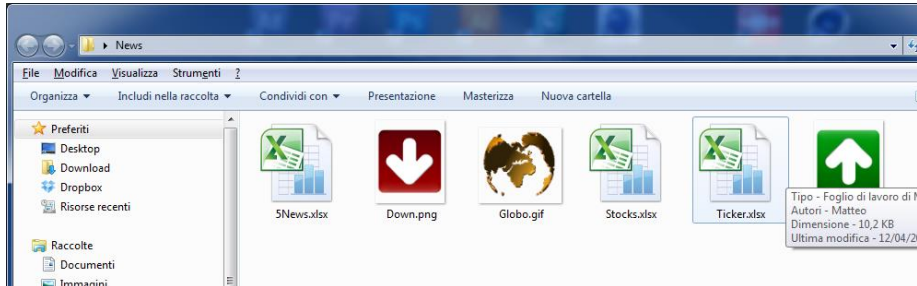 News
File Modifica Visualizza Strumenti ?
Organizza Includi nella raccolta Condividi con Presentazione Masterizza Nuova cartella
Preferiti
Desktop
Download
Dropbox
Risorse recenti
Raccolte
Documenti
Immagini
5News.xlsx Down.png Globo.gif Stocks.xlsx Ticker.xlsx
Tipo - Foglio di lavoro di
Autori - Matteo
Dimensione - 10,2 KB
Ultima modifica - 12/04/